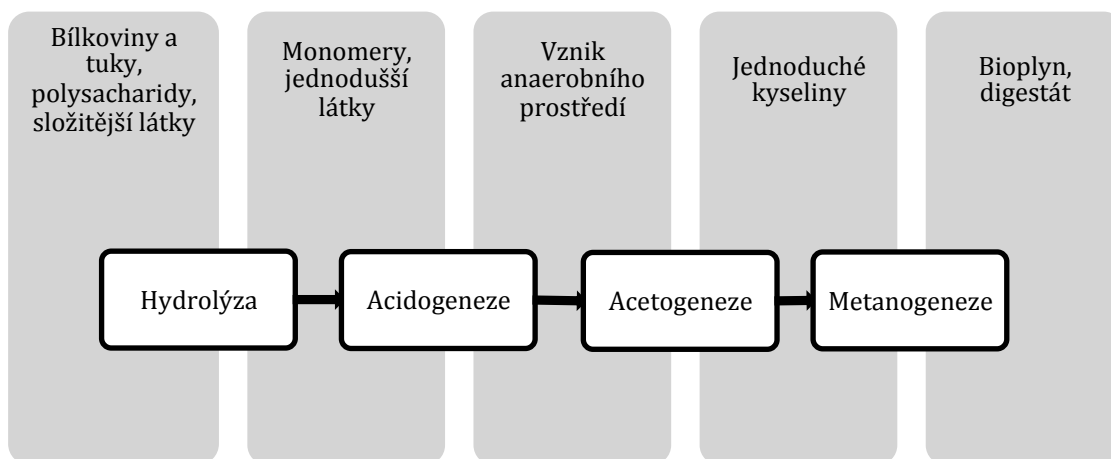 Bílkoviny a
tuky,
polysacharidy,
složitější látky
Monomery,
jednodušší
látky
Vznik
anaerobního
prostředí
Jednoduché
kyseliny
Bioplyn,
digestát
Hydrolýza
Acidogeneze
Acetogeneze
Metanogeneze